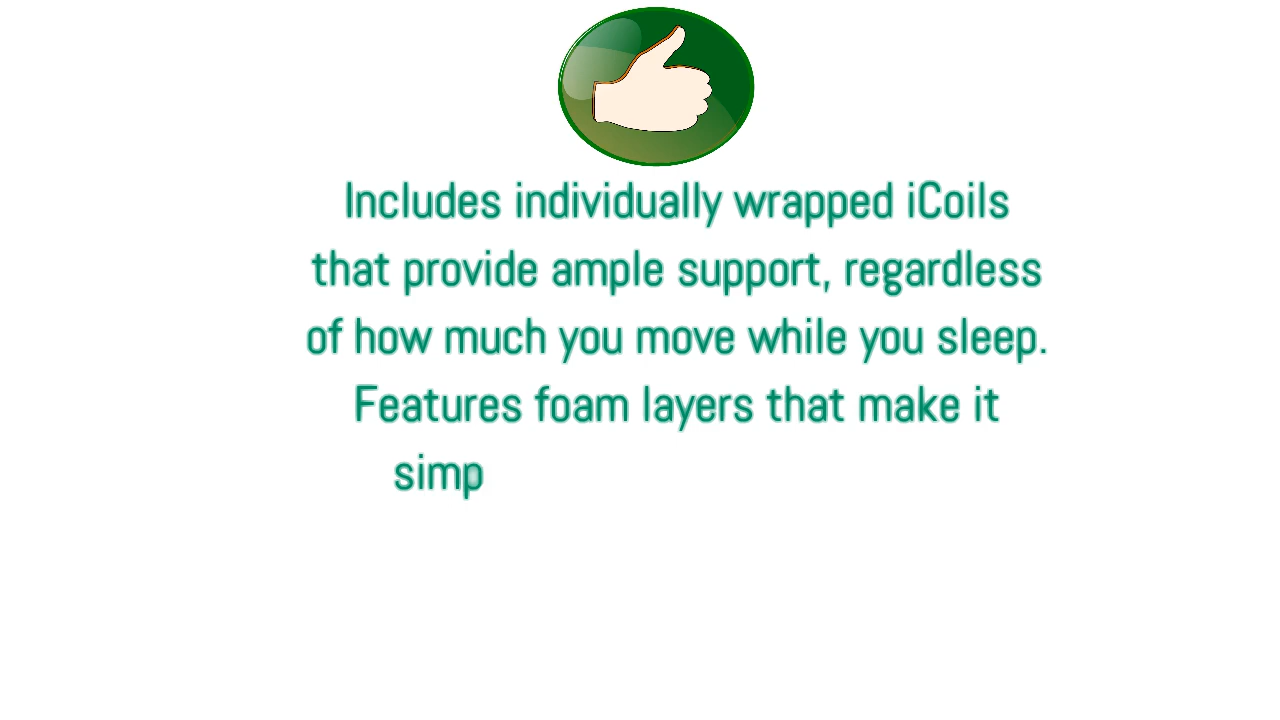 Includes individually wrapped iCoils
that provide ample support, regardless
of how much you move while you sleep.
Features foam layers that make it
simp